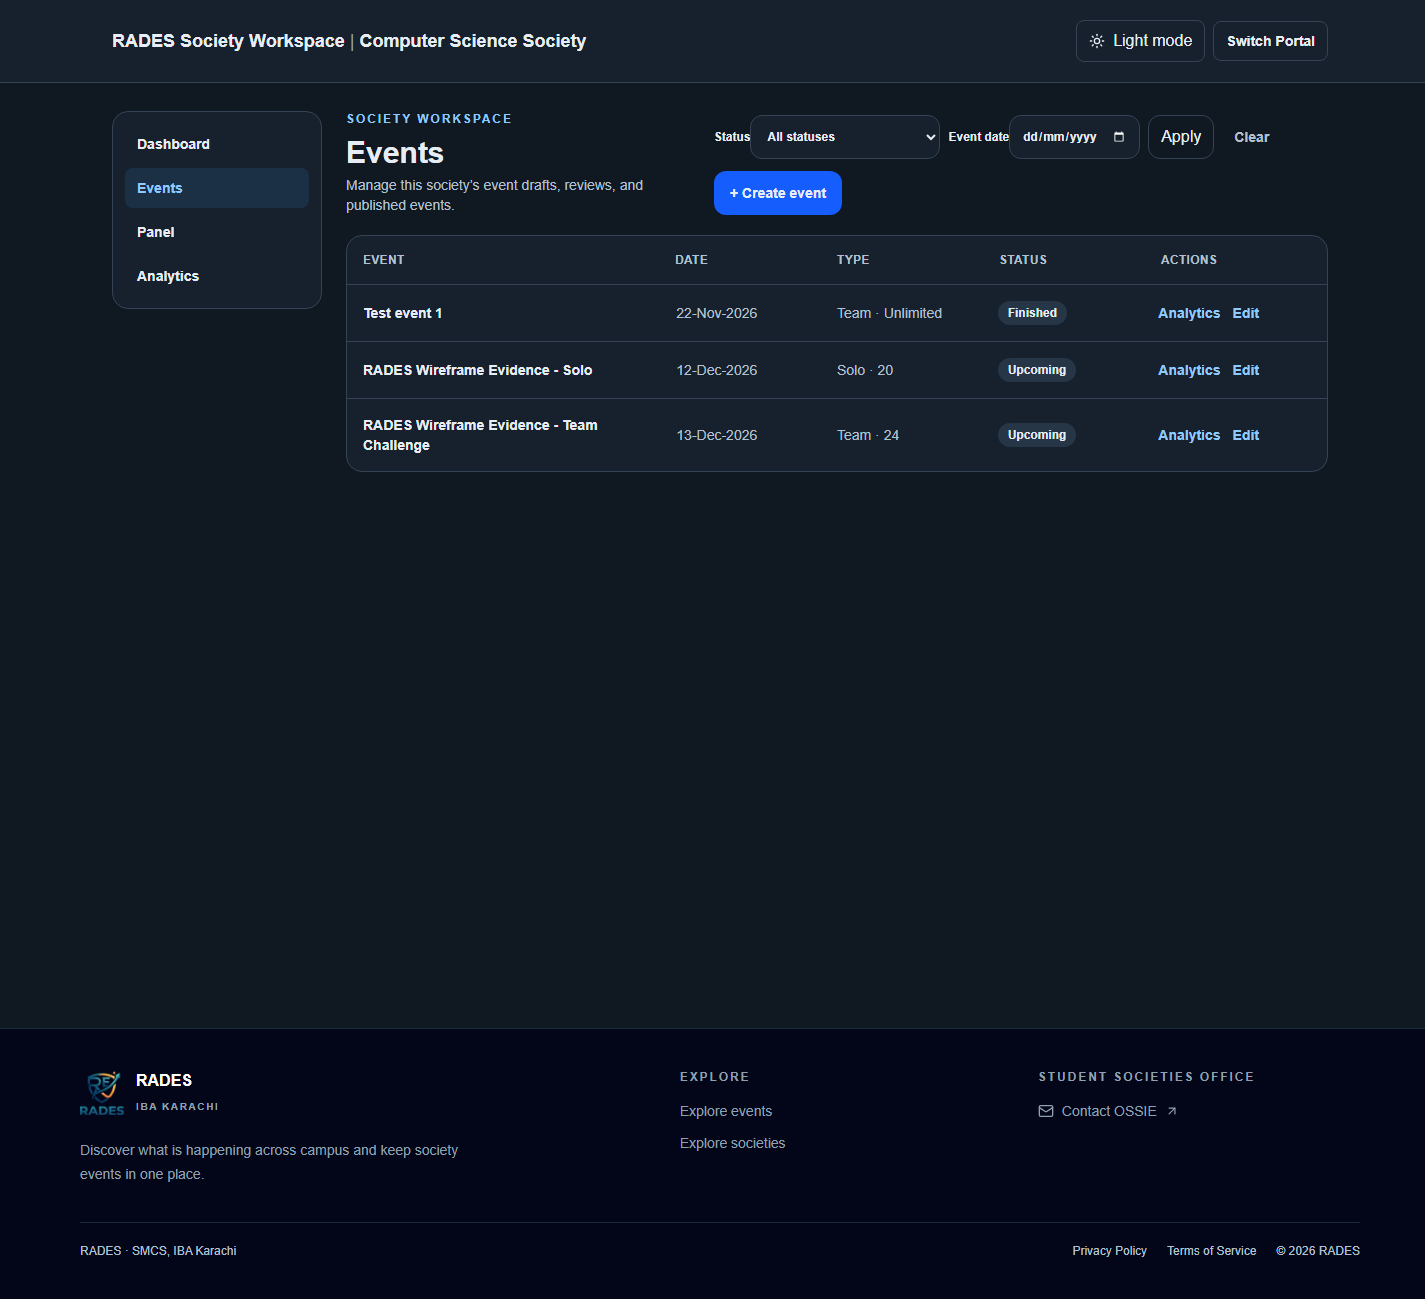 RADES Society Workspace | Computer Science Society
Light mode
Switch Portal
Dashboard
Events
Panel
Analytics
SOCIETY WORKSPACE
Events
Manage this society's event drafts, reviews, and
published events.
Status
All statuses
Event date
dd/mm/yyyy
Apply
Clear
+ Create event
EVENT DATE TYPE STATUS ACTIONS
Test event 1 22-Nov-2026 Team · Unlimited Finished Analytics Edit
RADES Wireframe Evidence - Solo 12-Dec-2026 Solo · 20 Upcoming Analytics Edit
RADES Wireframe Evidence - Team
Challenge 13-Dec-2026 Team · 24 Upcoming Analytics Edit
RADES
RADES
IBA KARACHI
Discover what is happening across campus and keep society
events in one place.
EXPLORE
Explore events
Explore societies
STUDENT SOCIETIES OFFICE
Contact OSSIE
RADES · SMCS, IBA Karachi
Privacy Policy
Terms of Service
© 2026 RADES